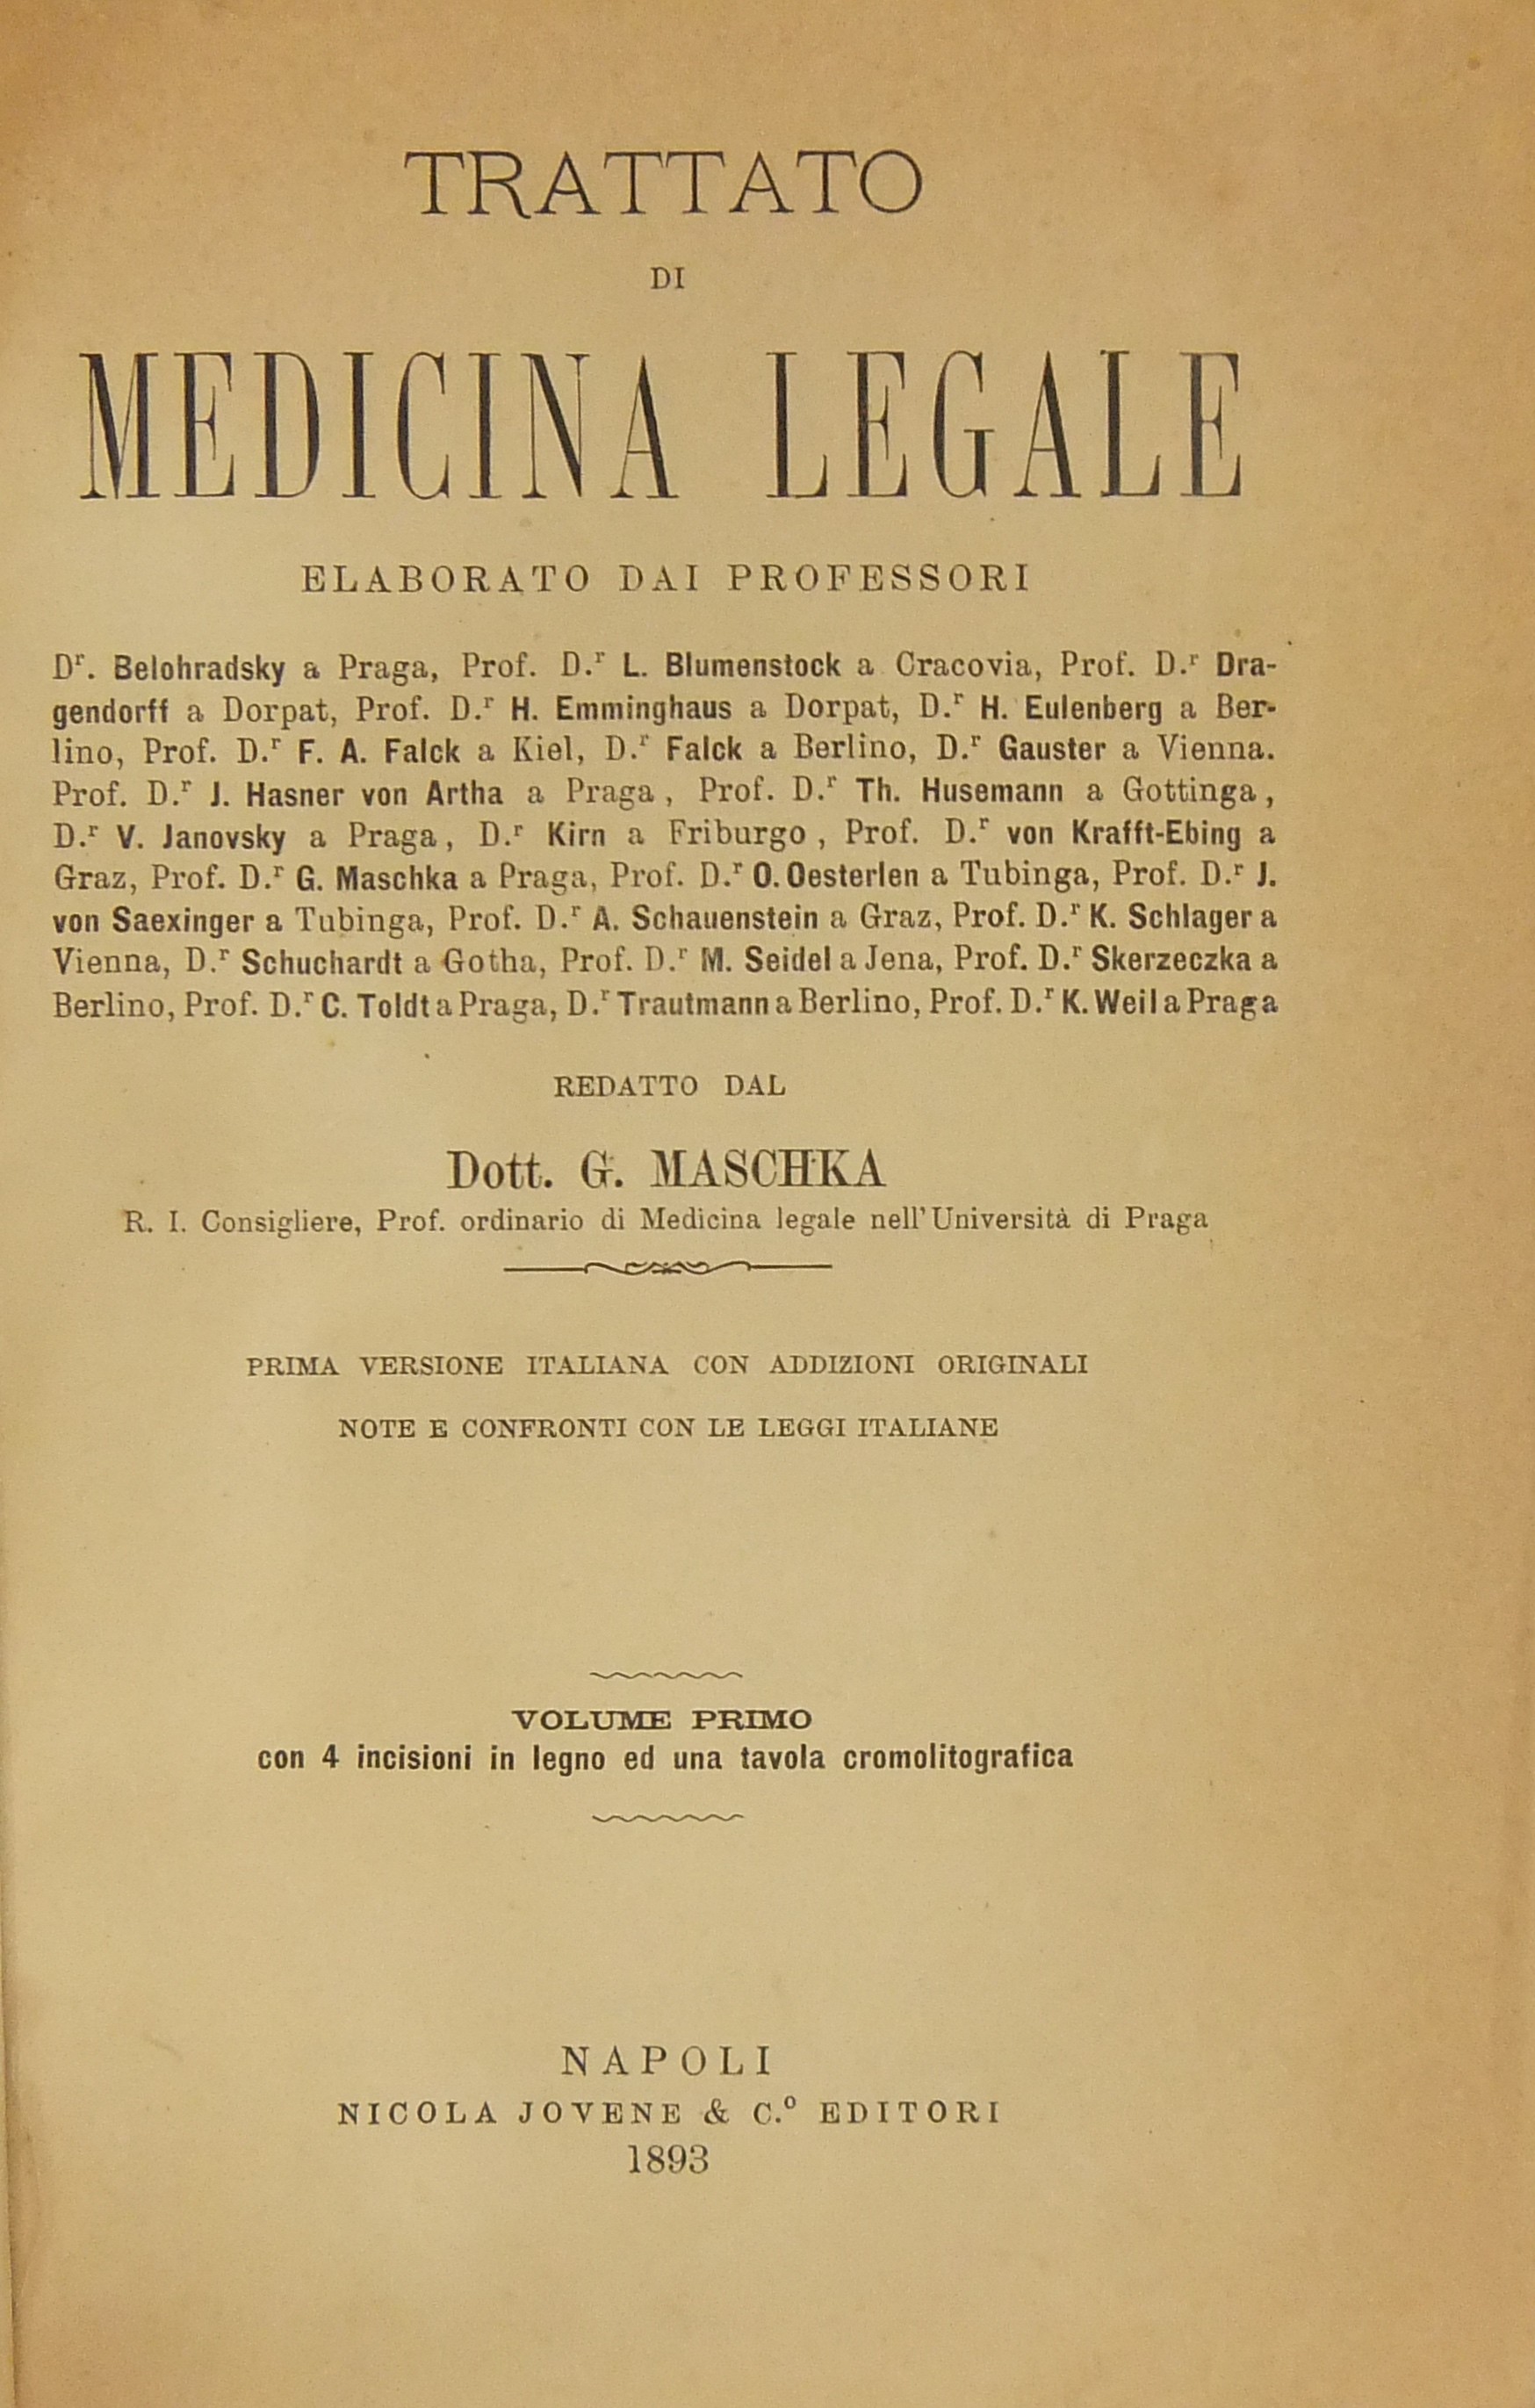 TRATTATO
DI
MEDICINA LEGALE
ELABORATO DAI PROFESSORI
Dʳ. Belohradsky a Praga, Prof. D.ʳ L. Blumenstock a Cracovia, Prof. D.ʳ Dra-
gendorff a Dorpat, Prof. D.ʳ H. Emminghaus a Dorpat, D.ʳ H. Eulenberg a Ber-
lino, Prof. D.ʳ F. A. Falck a Kiel, D.ʳ Falck a Berlino, D.ʳ Gauster a Vienna.
Prof. D.ʳ J. Hasner von Artha a Praga, Prof. D.ʳ Th. Husemann a Gottinga,
D.ʳ V. Janovsky a Praga, D.ʳ Kirn a Friburgo, Prof. D.ʳ von Krafft-Ebing a
Graz, Prof. D.ʳ G. Maschka a Praga, Prof. D.ʳ O. Oesterlen a Tubinga, Prof. D.ʳ J.
von Saexinger a Tubinga, Prof. D.ʳ A. Schauenstein a Graz, Prof. D.ʳ K. Schlager a
Vienna, D.ʳ Schuchardt a Gotha, Prof. D.ʳ M. Seidel a Jena, Prof. D.ʳ Skerzeczka a
Berlino, Prof. D.ʳ C. Toldt a Praga, D.ʳ Trautmann a Berlino, Prof. D.ʳ K. Weil a Praga
REDATTO DAL
Dott. G. MASCHKA
R. I. Consigliere, Prof. ordinario di Medicina legale nell'Università di Praga
PRIMA VERSIONE ITALIANA CON ADDIZIONI ORIGINALI
NOTE E CONFRONTI CON LE LEGGI ITALIANE
VOLUME PRIMO
con 4 incisioni in legno ed una tavola cromolitografica
NAPOLI
NICOLA JOVENE & C.º EDITORI
1893